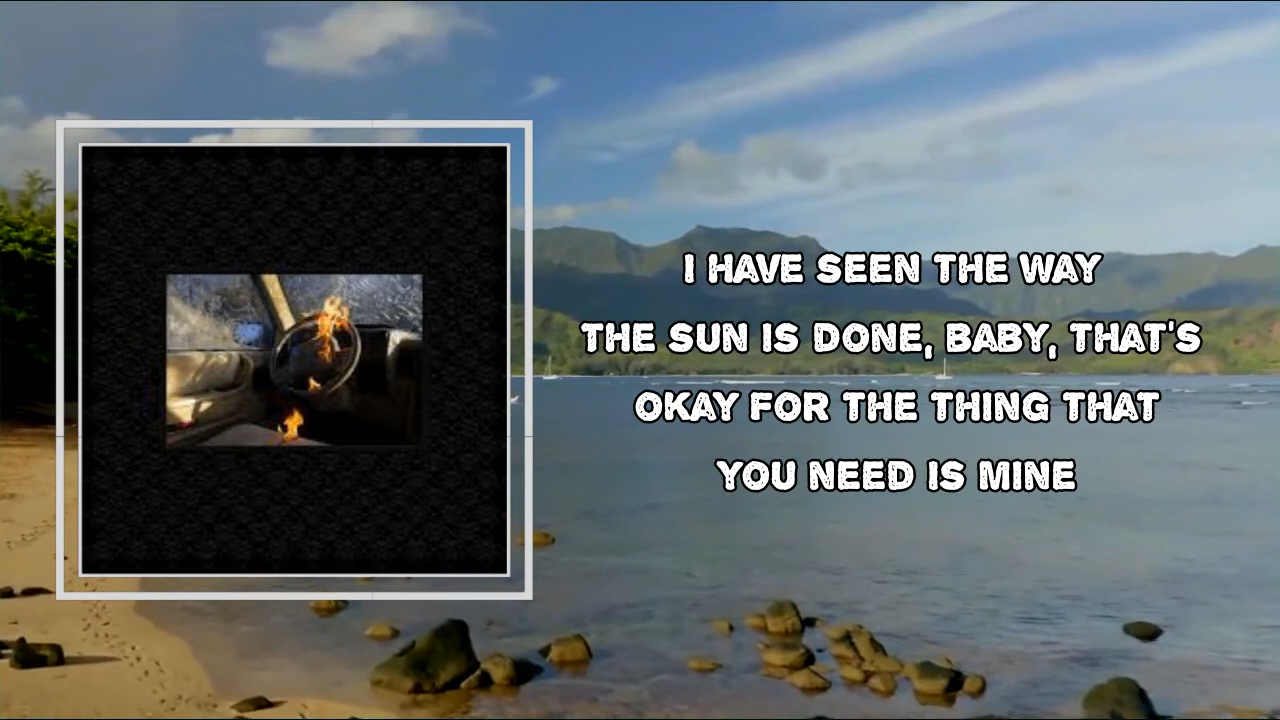 I HAVE SEEN THE WAY
THE SUN IS DONE, BABY, THAT'S
OKAY FOR THE THING THAT
YOU NEED IS MINE